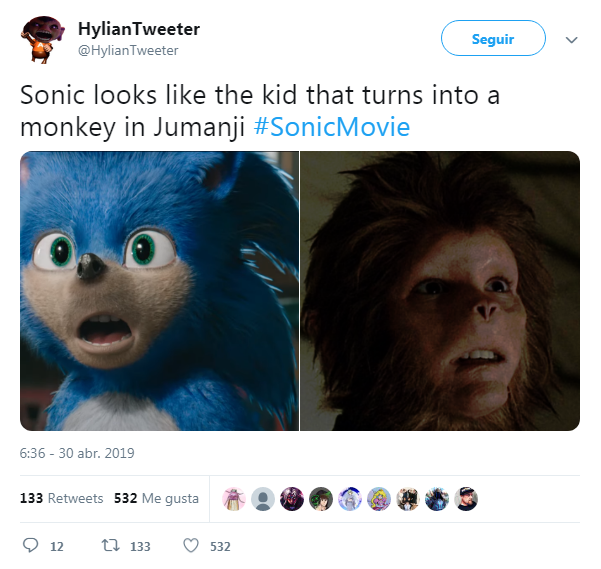 HylianTweeter
@HylianTweeter
Seguir
Sonic looks like the kid that turns into a
monkey in Jumanji #SonicMovie
6:36 - 30 abr. 2019
133 Retweets 532 Me gusta
12 133 532